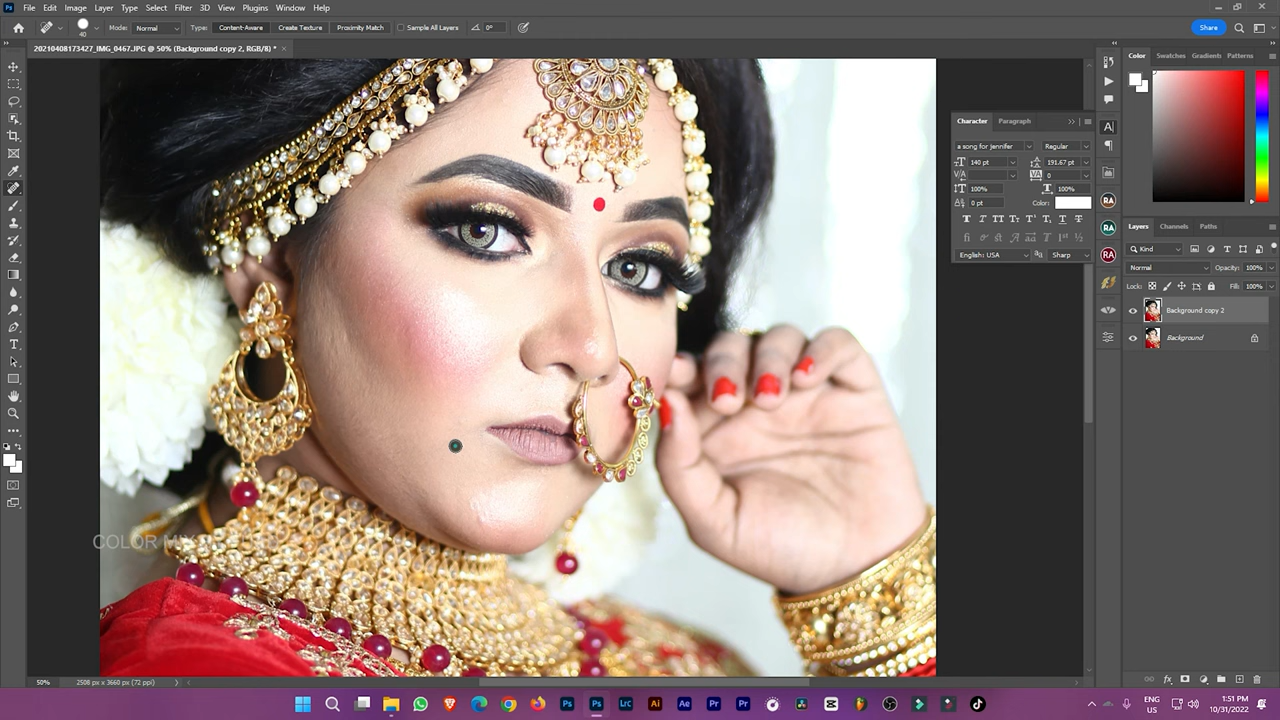 File Edit Image Layer Type Select Filter 3D View Plugins Window Help
40 Mode: Normal Type: Content-Aware Create Texture Proximity Match Sample All Layers 0° Share
20210408173427_IMG_0467.JPG @ 50% (Background copy 2, RGB/8) * ×
Color Swatches Gradients Patterns
Character Paragraph
a song for jennifer Regular
140 pt 191.67 pt
0
100% 100%
0 pt Color:
English: USA Sharp
Layers Channels Paths
Kind
Normal Opacity: 100%
Lock: Fill: 100%
Background copy 2
Background
COLOR MIX
50% 2508 px x 3660 px (72 ppi)
ENG
US
1:51 PM
10/31/2022